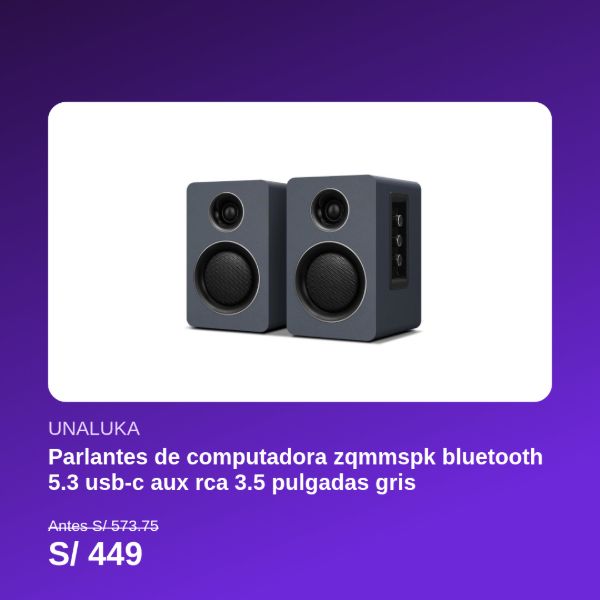 UNALUKA
Parlantes de computadora zqmmspk bluetooth
5.3 usb-c aux rca 3.5 pulgadas gris
Antes S/ 573.75
S/ 449